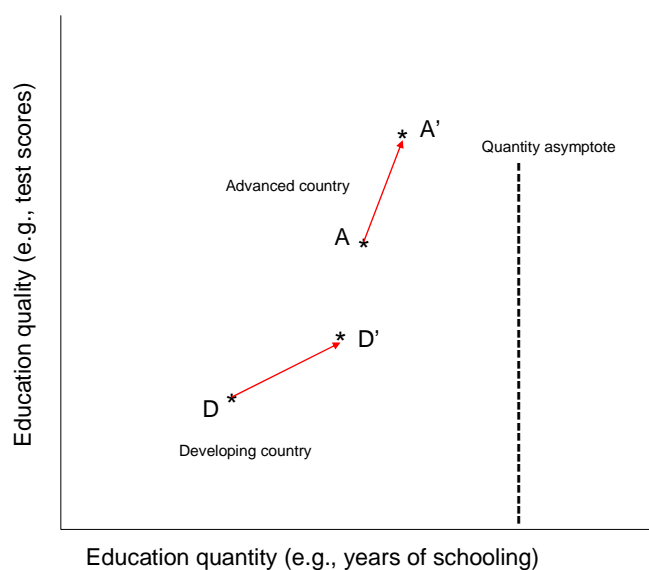 Education quality (e.g., test scores)
* A’
Quantity asymptote
Advanced country
A *
* D’
D *
Developing country
Education quantity (e.g., years of schooling)